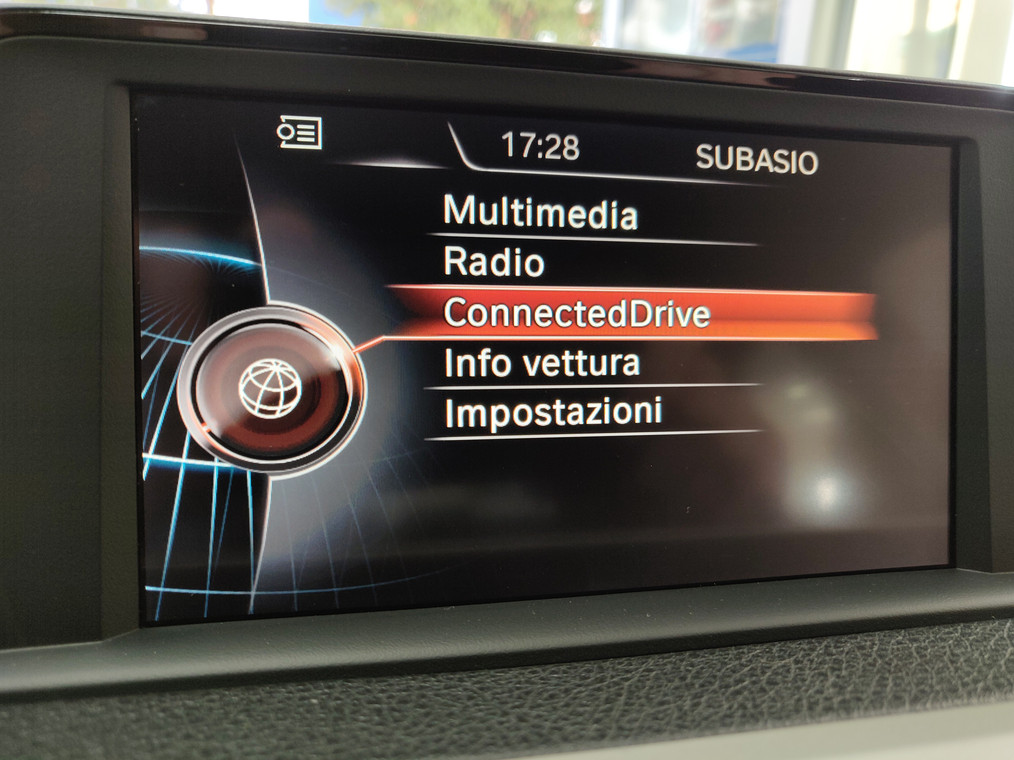 17:28 SUBASIO
Multimedia
Radio
ConnectedDrive
Info vettura
Impostazioni